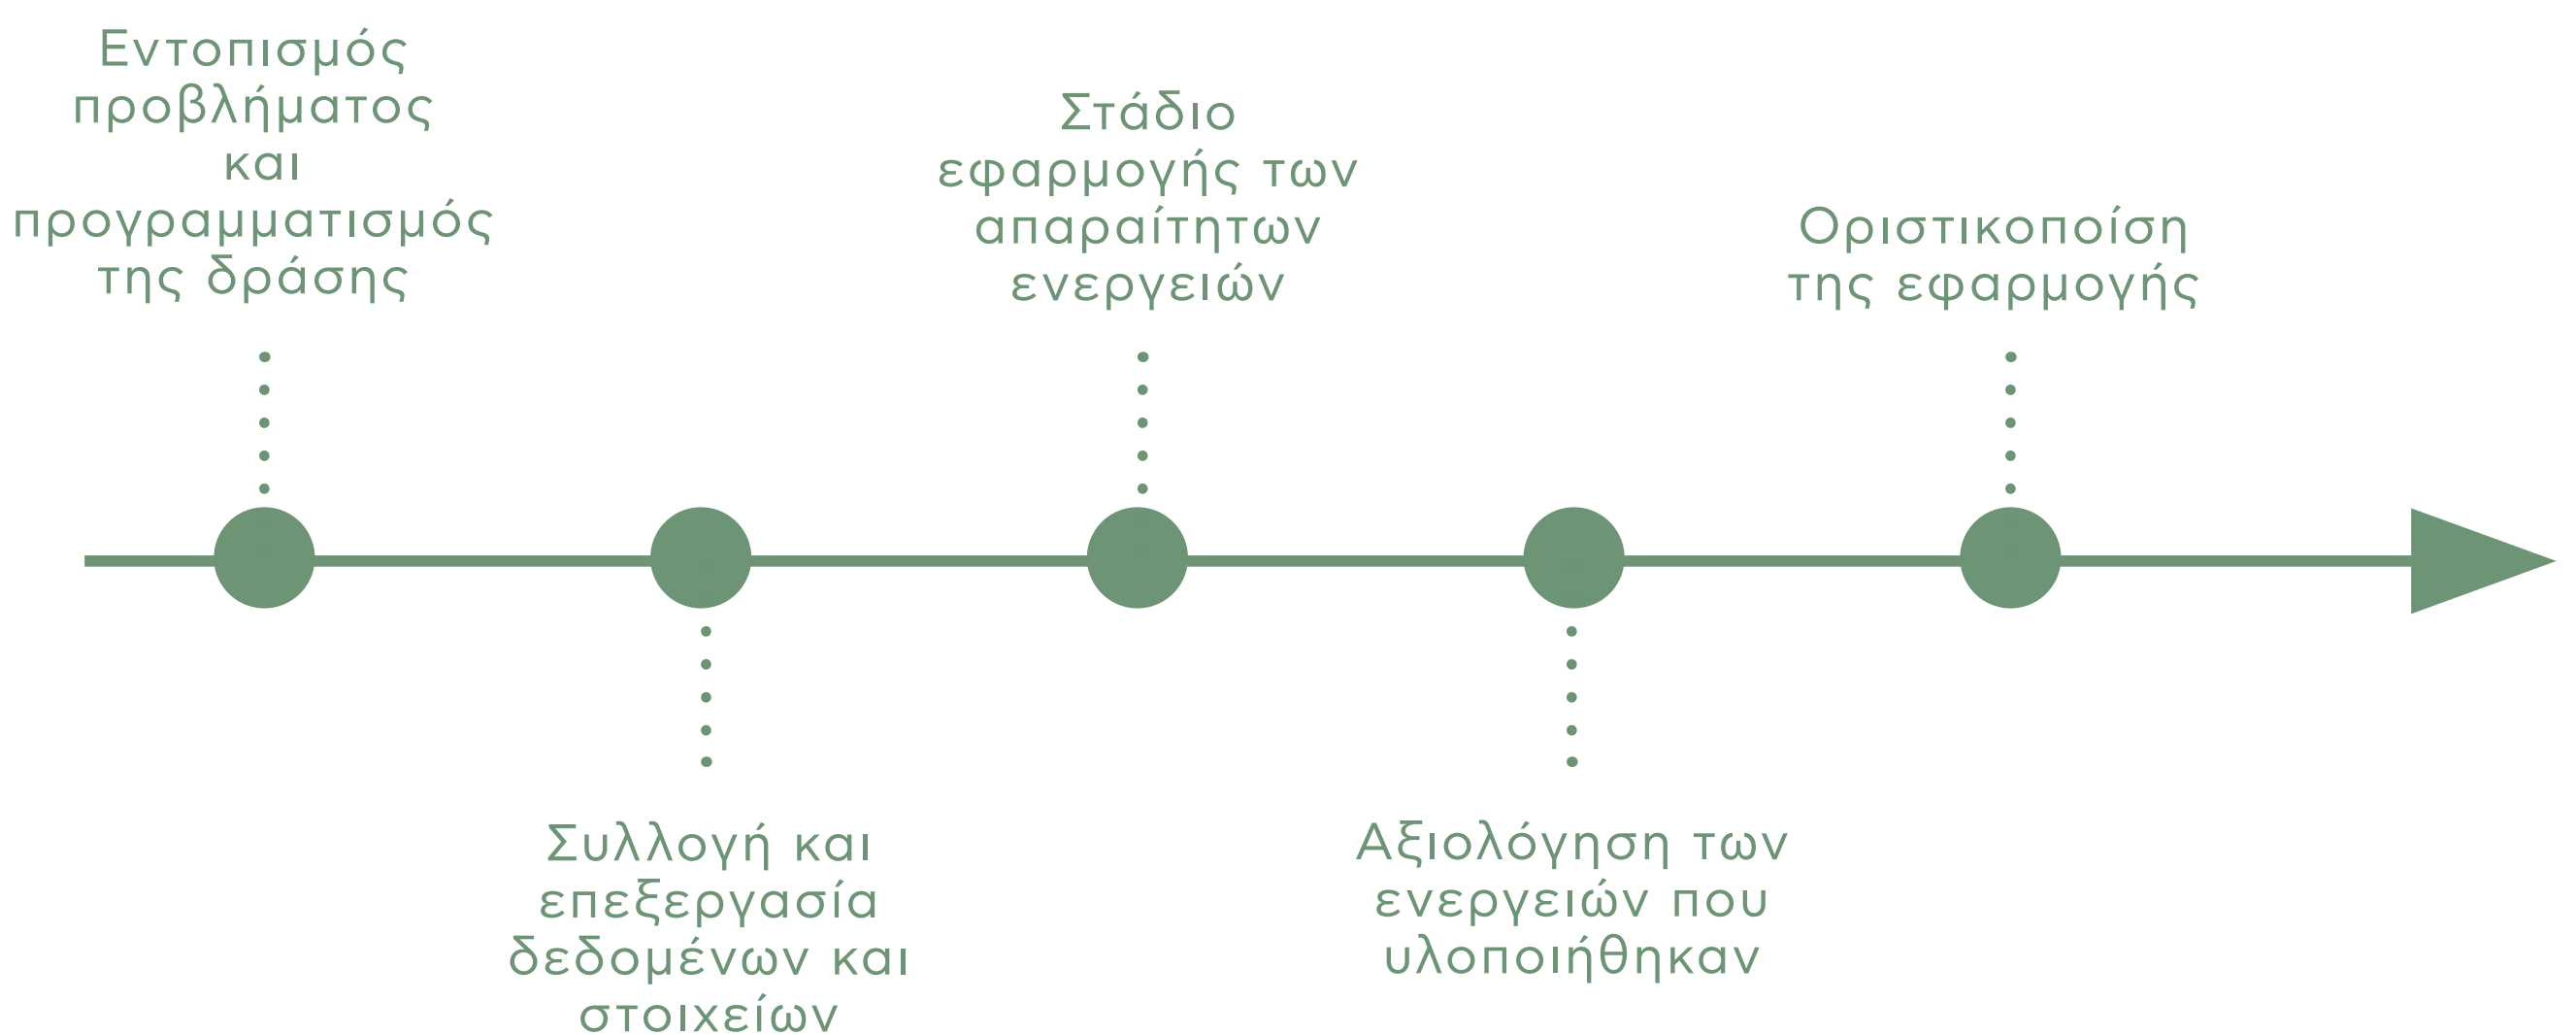 Εντοπισμός
προβλήματος
και
προγραμματισμός
της δράσης
Συλλογή και
επεξεργασία
δεδομένων και
στοιχείων
Στάδιο
εφαρμογής των
απαραίτητων
ενεργειών
Αξιολόγηση των
ενεργειών που
υλοποιήθηκαν
Οριστικοποίση
της εφαρμογής